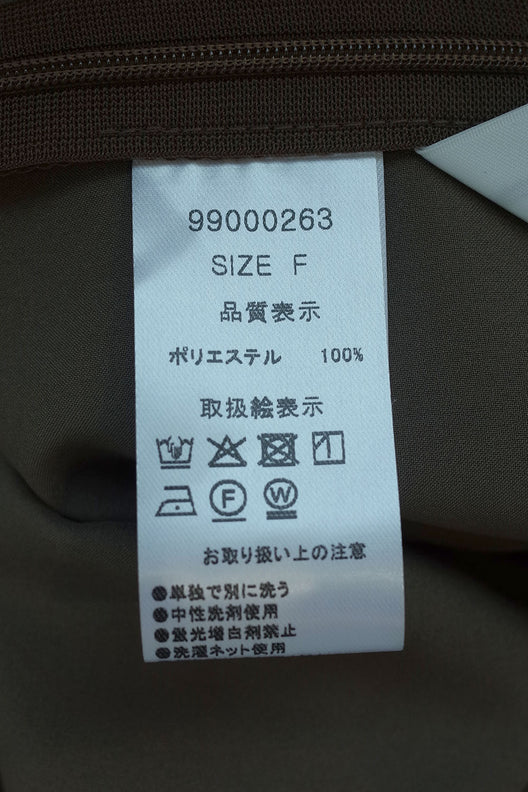 99000263
SIZE F
品質表示
ポリエステル 100%
取扱絵表示
F W
お取り扱い上の注意
●単独で別に洗う
●中性洗剤使用
●蛍光増白剤禁止
●洗濯ネット使用